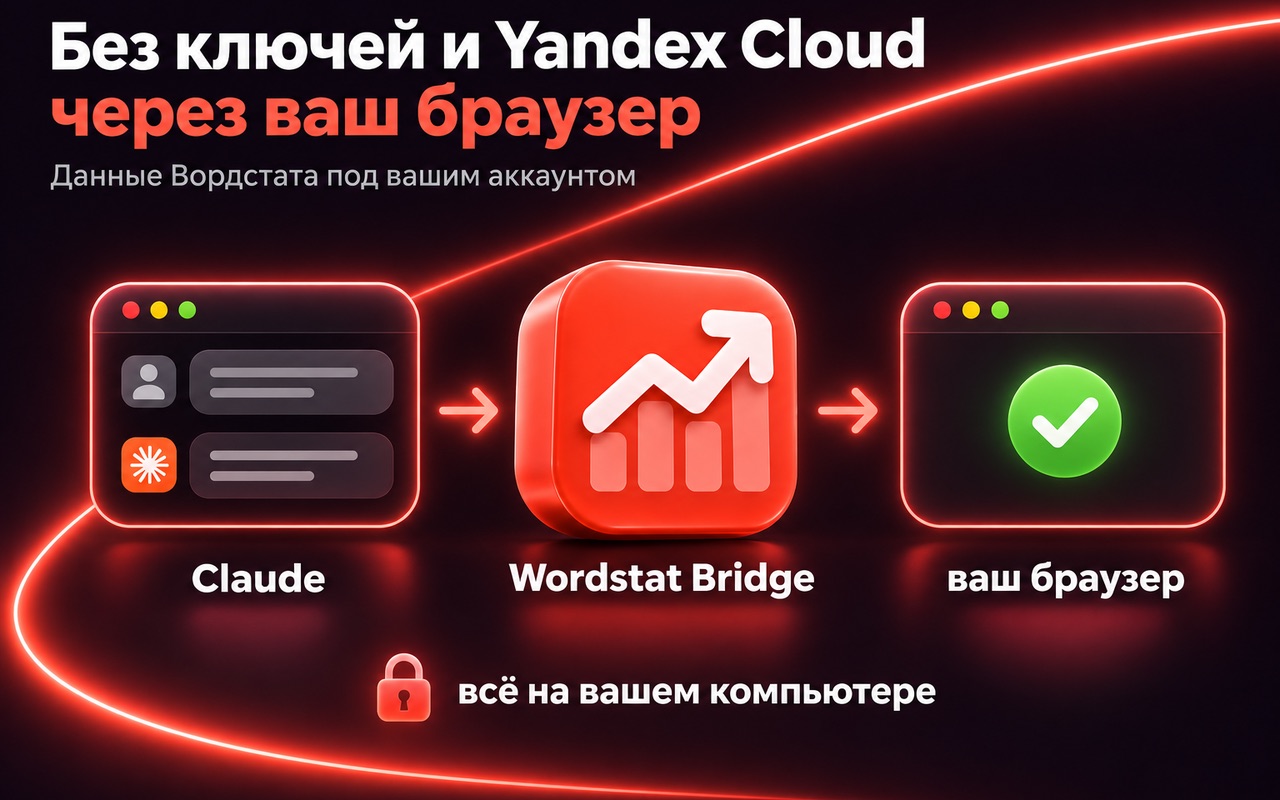 Без ключей и Yandex Cloud
через ваш браузер
Данные Вордстата под вашим аккаунтом
Claude
Wordstat Bridge
ваш браузер
всё на вашем компьютере